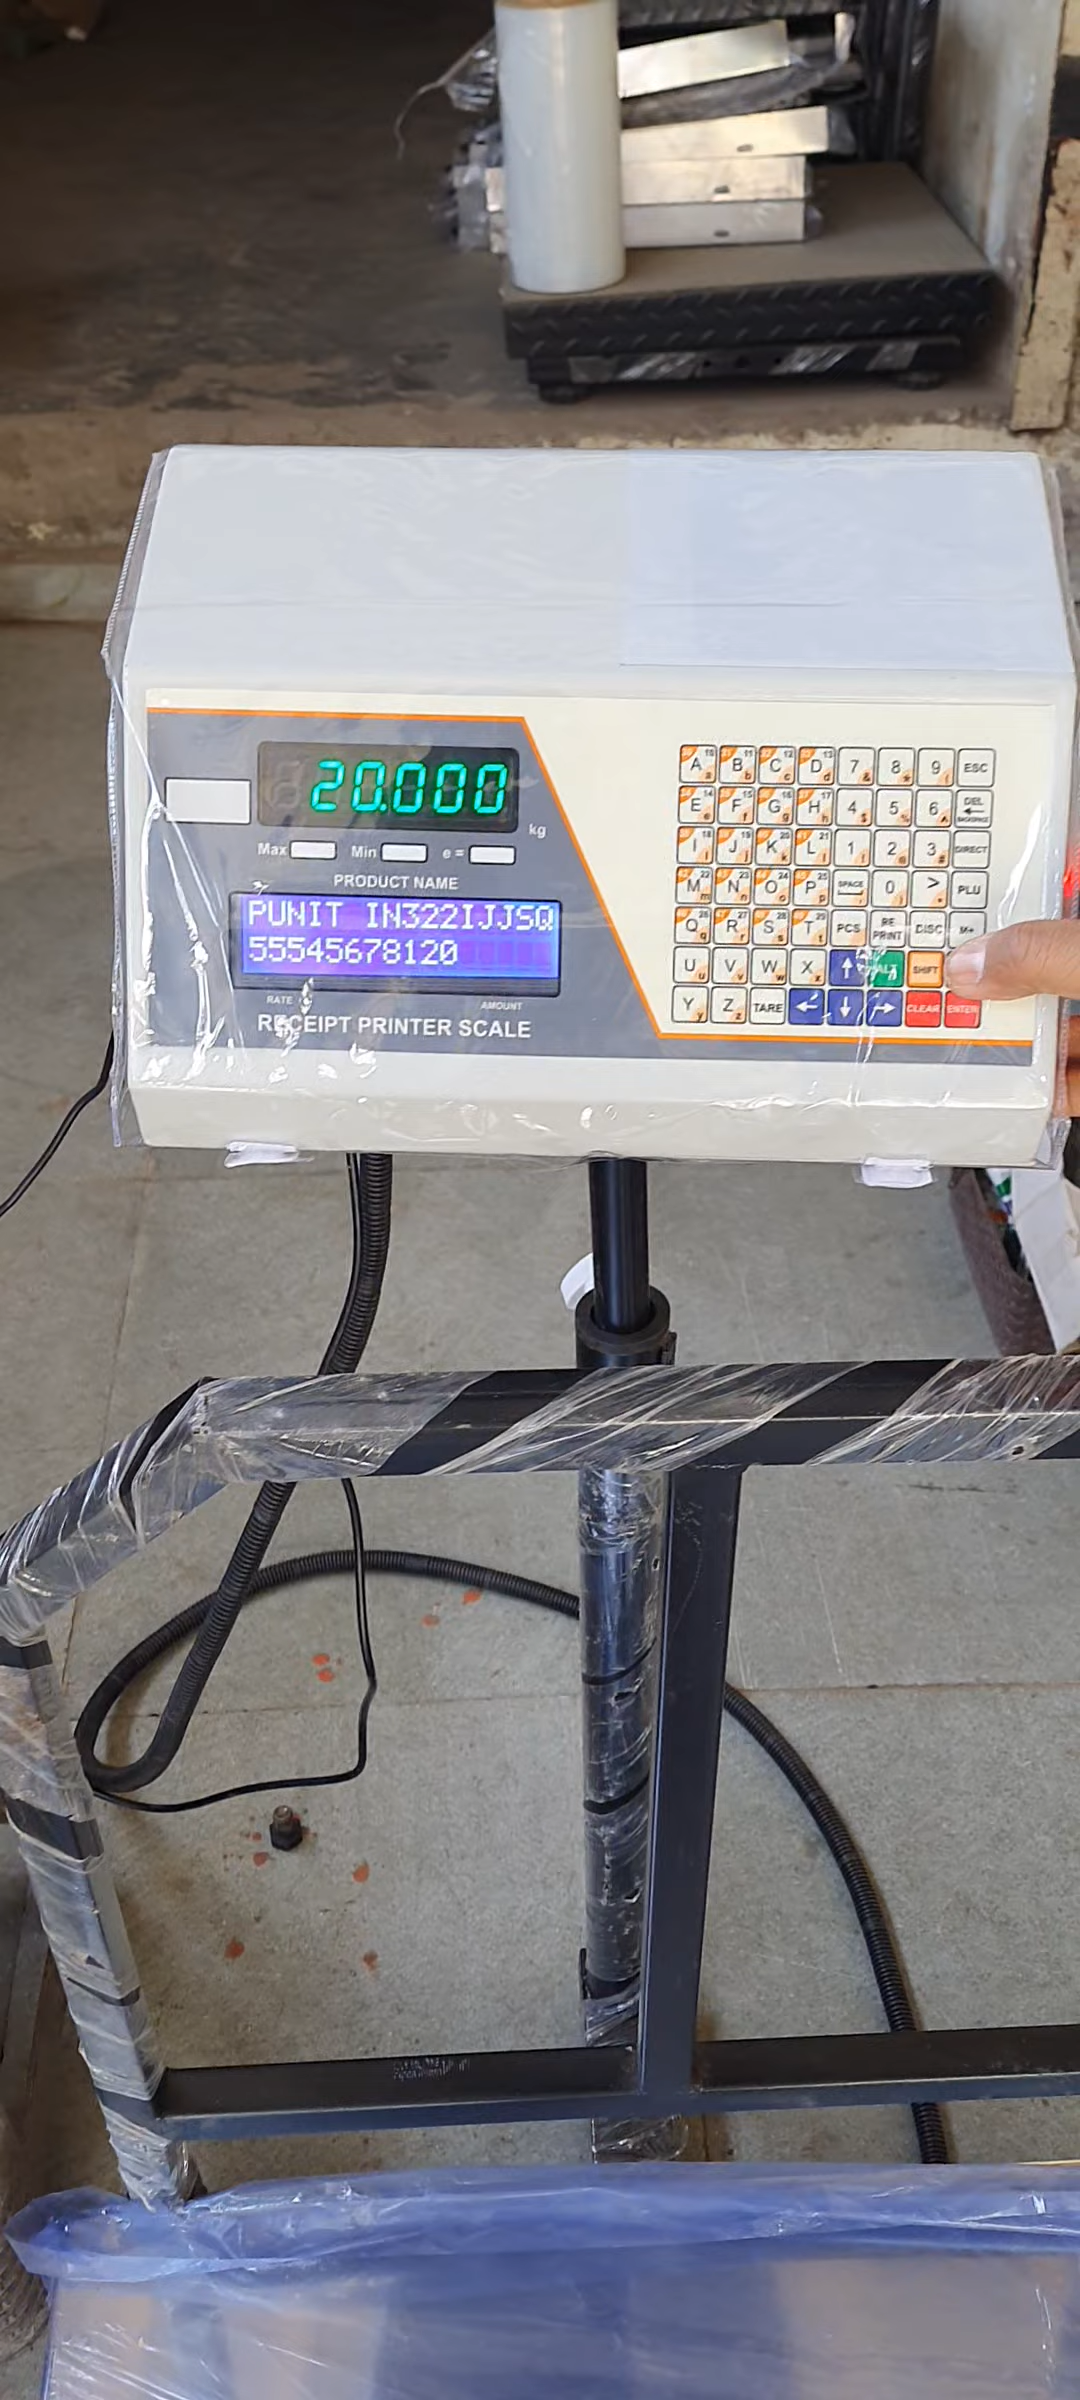 20.000
kg
Max Min e =
PRODUCT NAME
PUNIT IN322IJJSQ
55545678120
RATE AMOUNT
RECEIPT PRINTER SCALE
A B C D 7 8 9 ESC
E F G H 4 5 6 DEL
I J K L 1 2 3 DIRECT
M N O P SPACE 0 > PLU
Q R S T PCS RE PRINT DISC M+
U V W X ↑ ALT SHIFT
Y Z TARE ← ↓ → CLEAR ENTER